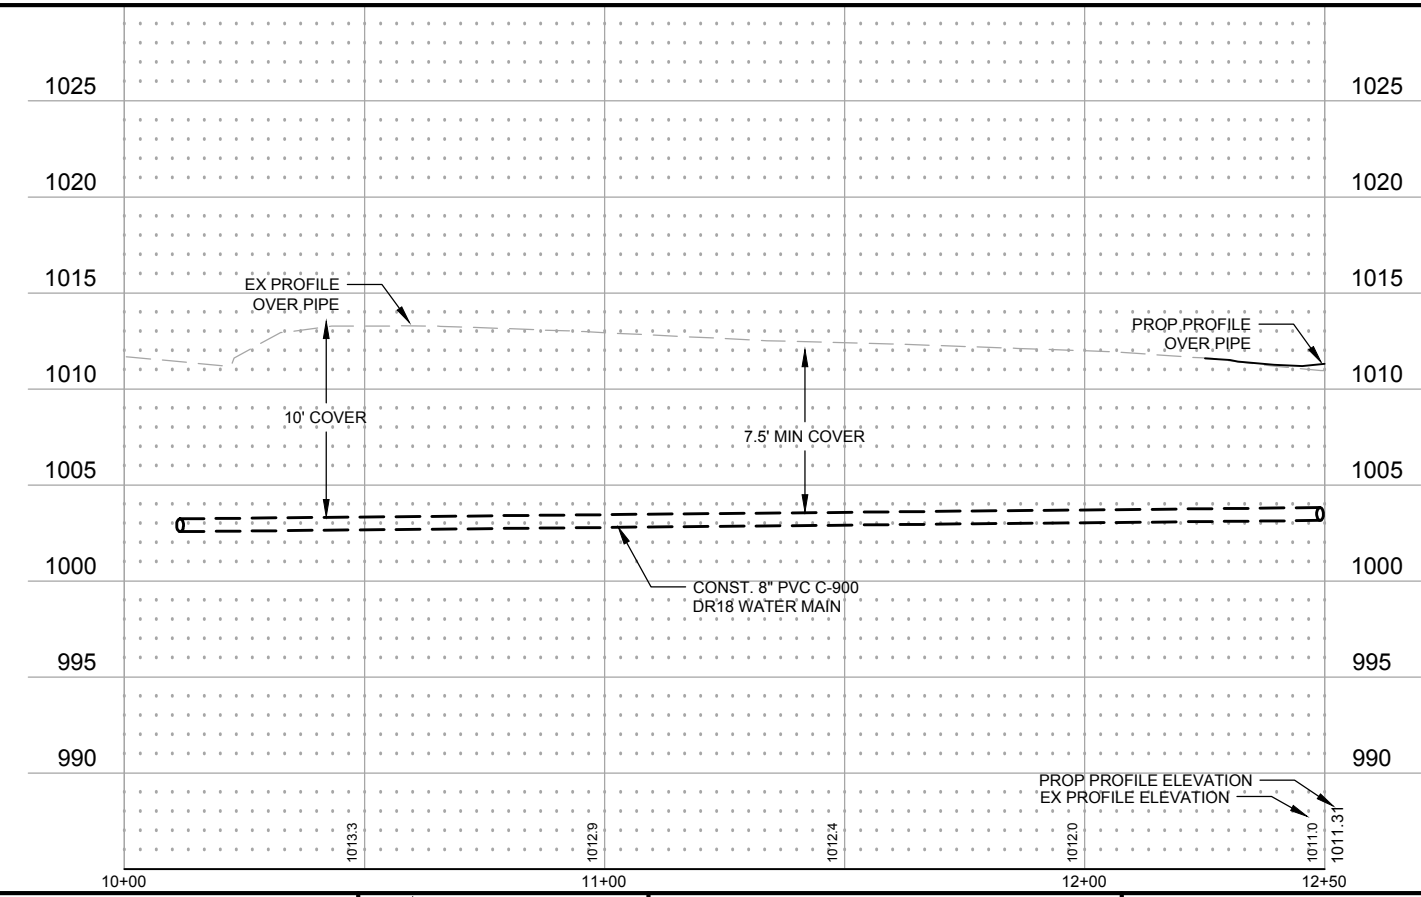 1025 1025
1020 1020
1015 1015
EX PROFILE
OVER PIPE
PROP PROFILE
OVER PIPE
1010 1010
10' COVER
7.5' MIN COVER
1005 1005
1000 1000
CONST. 8" PVC C-900
DR18 WATER MAIN
995 995
990 990
PROP PROFILE ELEVATION
EX PROFILE ELEVATION
1013.3
1012.9
1012.4
1012.0
1011.0
1011.31
10+00 11+00 12+00 12+50